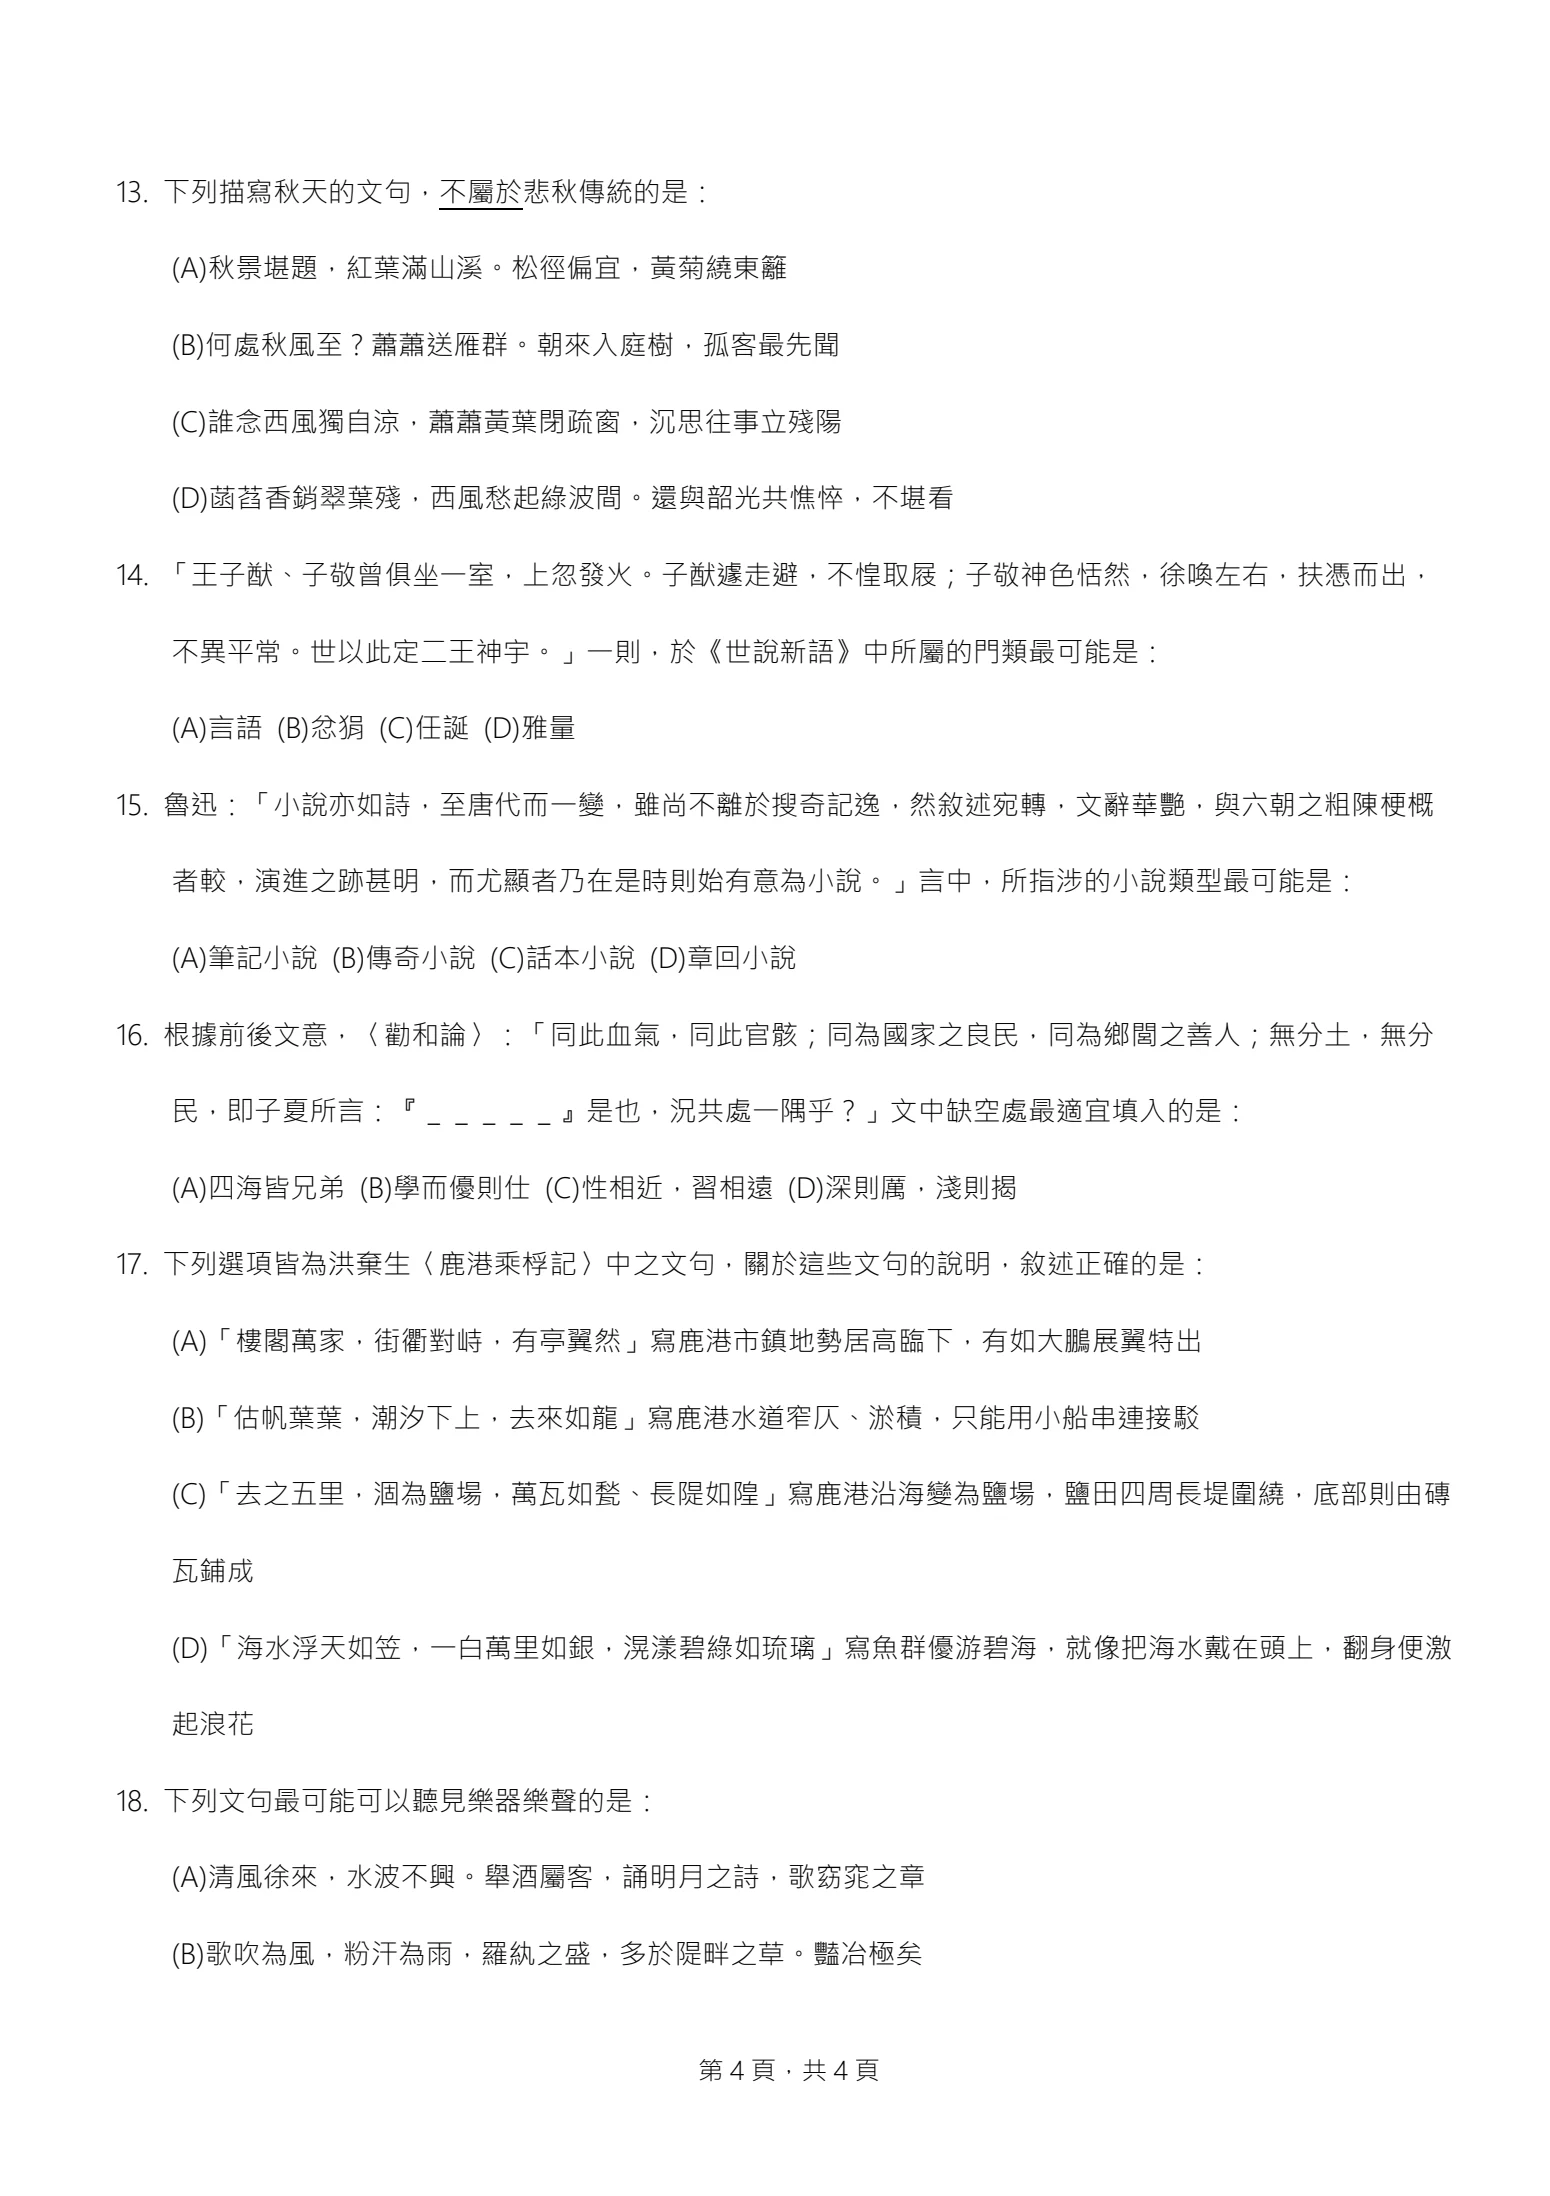 13. 下列描寫秋天的文句，不屬於悲秋傳統的是：
(A)秋景堪題，紅葉滿山溪。松徑偏宜，黃菊繞東籬
(B)何處秋風至？蕭蕭送雁群。朝來入庭樹，孤客最先聞
(C)誰念西風獨自涼，蕭蕭黃葉閉疏窗，沉思往事立殘陽
(D)菡萏香銷翠葉殘，西風愁起綠波間。還與韶光共憔悴，不堪看
14. 「王子猷、子敬曾俱坐一室，上忽發火。子猷遽走避，不惶取屐；子敬神色恬然，徐喚左右，扶憑而出，
不異平常。世以此定二王神宇。」一則，於《世說新語》中所屬的門類最可能是：
(A)言語 (B)忿狷 (C)任誕 (D)雅量
15. 魯迅：「小說亦如詩，至唐代而一變，雖尚不離於搜奇記逸，然敘述宛轉，文辭華艷，與六朝之粗陳梗概
者較，演進之跡甚明，而尤顯者乃在是時則始有意為小說。」言中，所指涉的小說類型最可能是：
(A)筆記小說 (B)傳奇小說 (C)話本小說 (D)章回小說
16. 根據前後文意，〈勸和論〉：「同此血氣，同此官骸；同為國家之良民，同為鄉閭之善人；無分土，無分
民，即子夏所言：『 _ _ _ _ _ 』是也，況共處一隅乎？」文中缺空處最適宜填入的是：
(A)四海皆兄弟 (B)學而優則仕 (C)性相近，習相遠 (D)深則厲，淺則揭
17. 下列選項皆為洪棄生〈鹿港乘桴記〉中之文句，關於這些文句的說明，敘述正確的是：
(A)「樓閣萬家，街衢對峙，有亭翼然」寫鹿港市鎮地勢居高臨下，有如大鵬展翼特出
(B)「估帆葉葉，潮汐下上，去來如龍」寫鹿港水道窄仄、淤積，只能用小船串連接駁
(C)「去之五里，涸為鹽場，萬瓦如甃、長隄如隍」寫鹿港沿海變為鹽場，鹽田四周長堤圍繞，底部則由磚
瓦鋪成
(D)「海水浮天如笠，一白萬里如銀，滉漾碧綠如琉璃」寫魚群優游碧海，就像把海水戴在頭上，翻身便激
起浪花
18. 下列文句最可能可以聽見樂器樂聲的是：
(A)清風徐來，水波不興。舉酒屬客，誦明月之詩，歌窈窕之章
(B)歌吹為風，粉汗為雨，羅紈之盛，多於隄畔之草。豔冶極矣
第 4 頁，共 4 頁